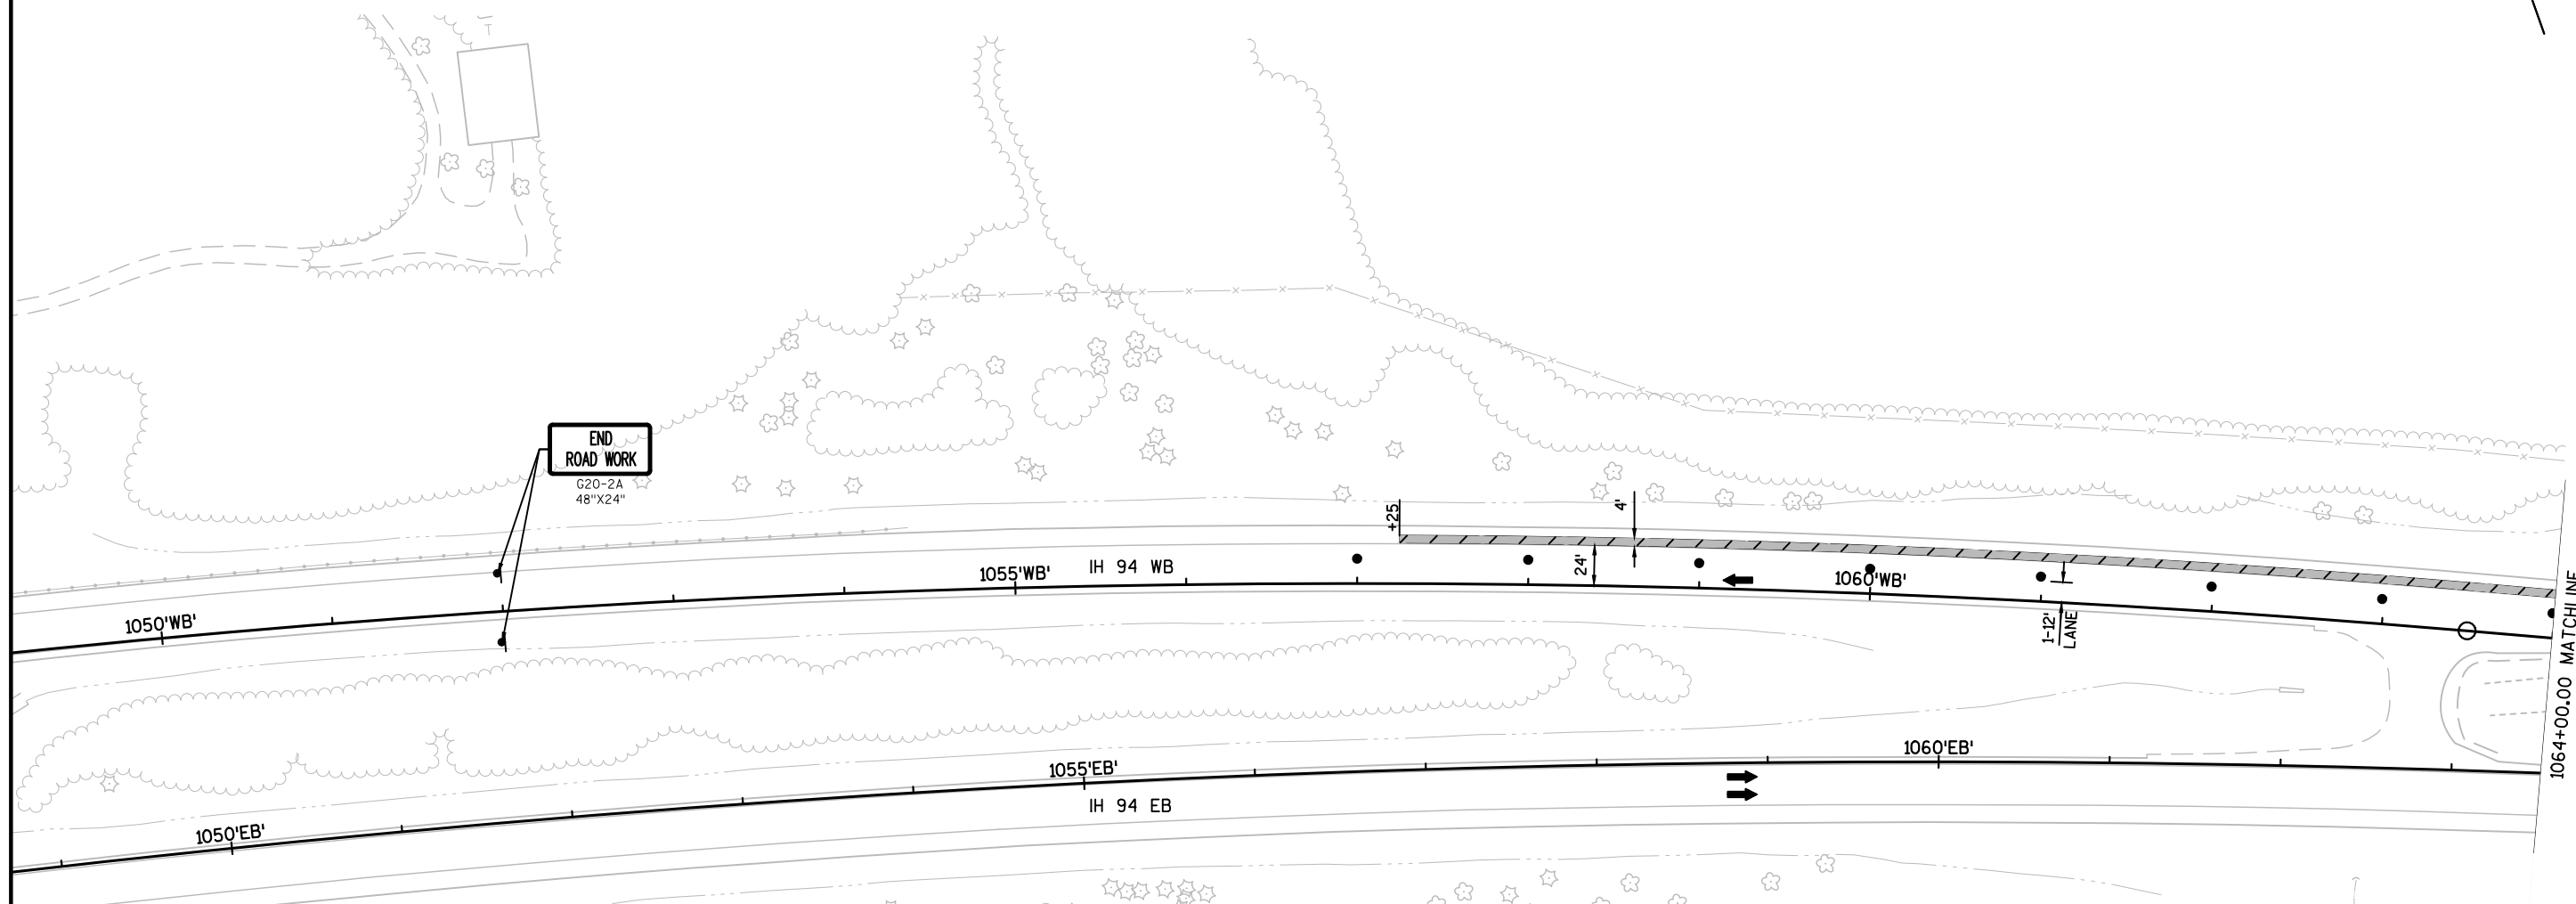 END
ROAD WORK
G20-2A
48"X24"
+25
4'
24'
1055'WB'
IH 94 WB
1060'WB'
1050'WB'
1-12'
LANE
1064+00.00 MATCHLINE
1060'EB'
1055'EB'
IH 94 EB
1050'EB'